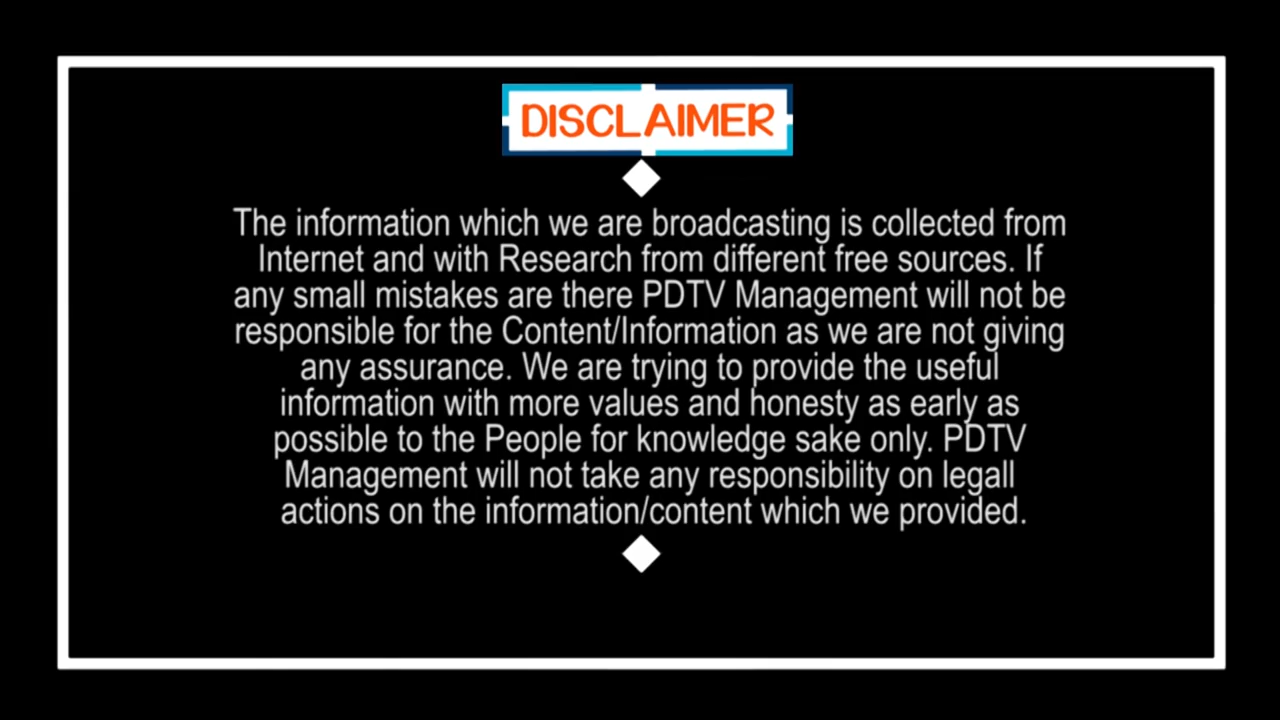 DISCLAIMER
The information which we are broadcasting is collected from
Internet and with Research from different free sources. If
any small mistakes are there PDTV Management will not be
responsible for the Content/Information as we are not giving
any assurance. We are trying to provide the useful
information with more values and honesty as early as
possible to the People for knowledge sake only. PDTV
Management will not take any responsibility on legall
actions on the information/content which we provided.